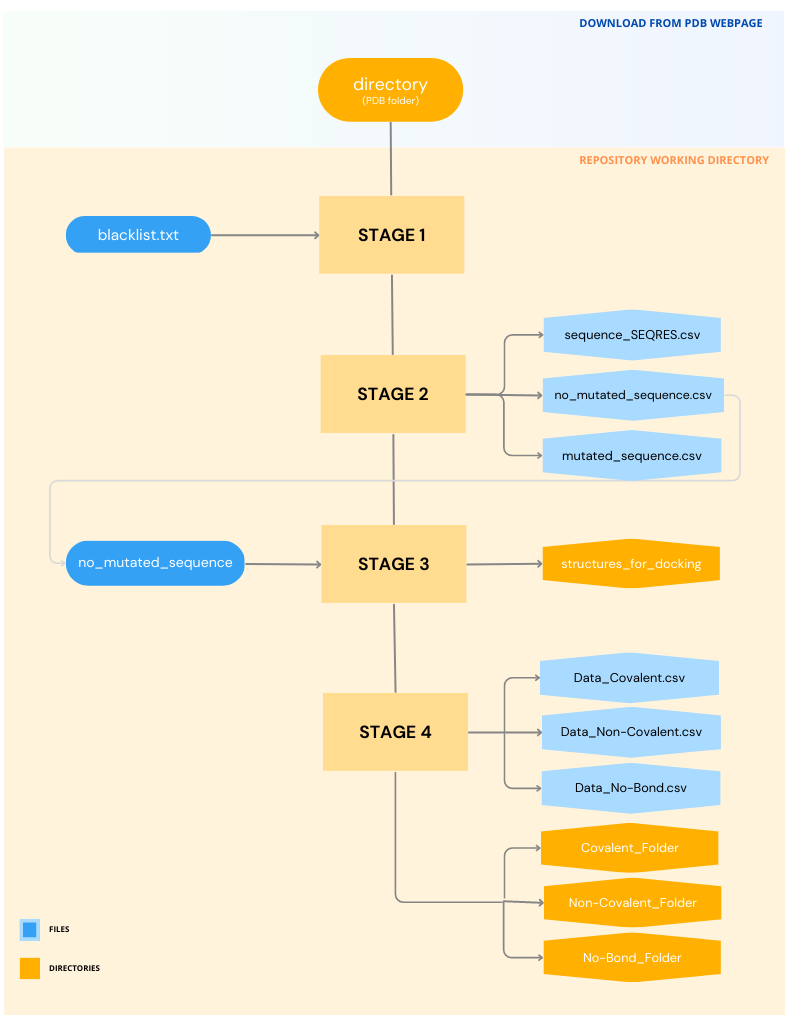 DOWNLOAD FROM PDB WEBPAGE
directory
(PDB folder)
REPOSITORY WORKING DIRECTORY
blacklist.txt
STAGE 1
STAGE 2
sequence_SEQRES.csv
no_mutated_sequence.csv
mutated_sequence.csv
no_mutated_sequence
STAGE 3
structures_for_docking
STAGE 4
Data_Covalent.csv
Data_Non-Covalent.csv
Data_No-Bond.csv
Covalent_Folder
Non-Covalent_Folder
No-Bond_Folder
FILES
DIRECTORIES